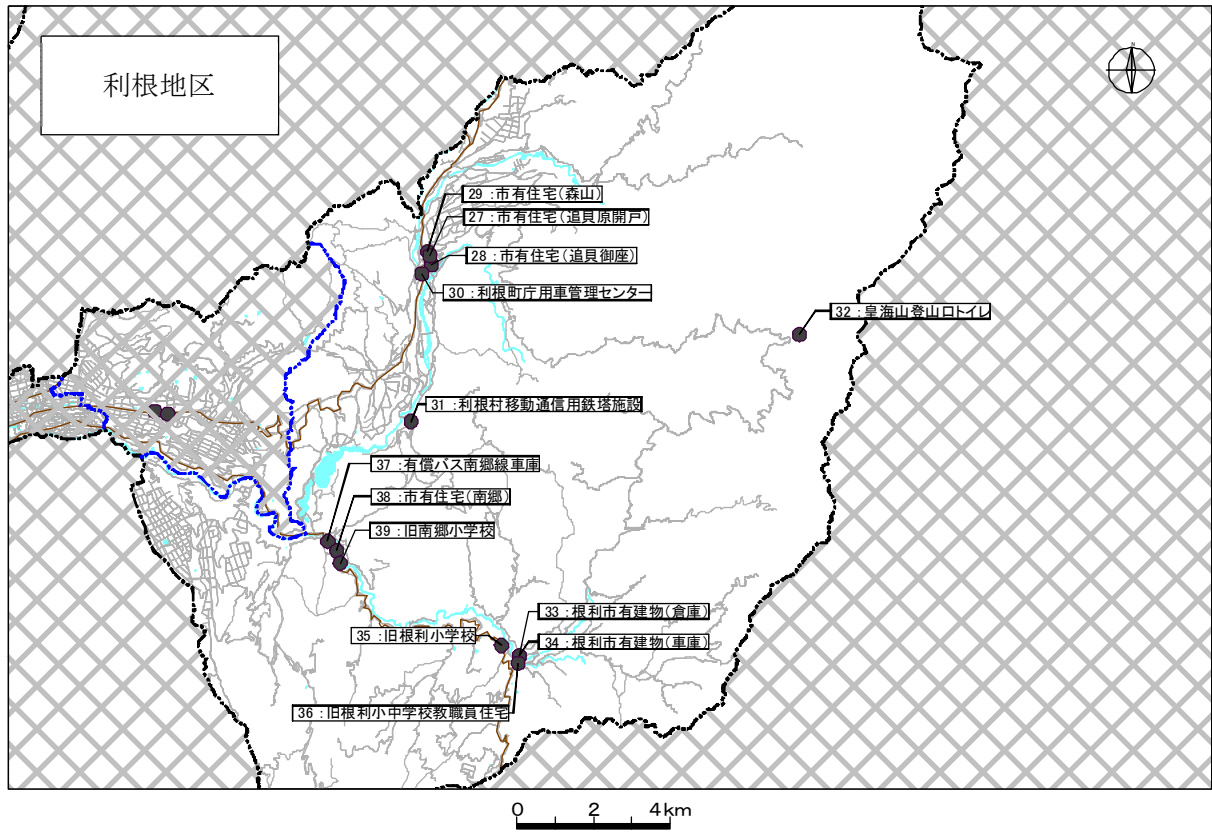 利根地区
N
29 :市有住宅(森山)
27 :市有住宅(追貝原開戸)
28 :市有住宅(追貝御座)
30 :利根町庁用車管理センター
32 :皇海山登山口トイレ
31 :利根村移動通信用鉄塔施設
37 :有償バス南郷線車庫
38 :市有住宅(南郷)
39 :旧南郷小学校
33 :根利市有建物(倉庫)
35 :旧根利小学校
34 :根利市有建物(車庫)
36 :旧根利小中学校教職員住宅
0 2 4km